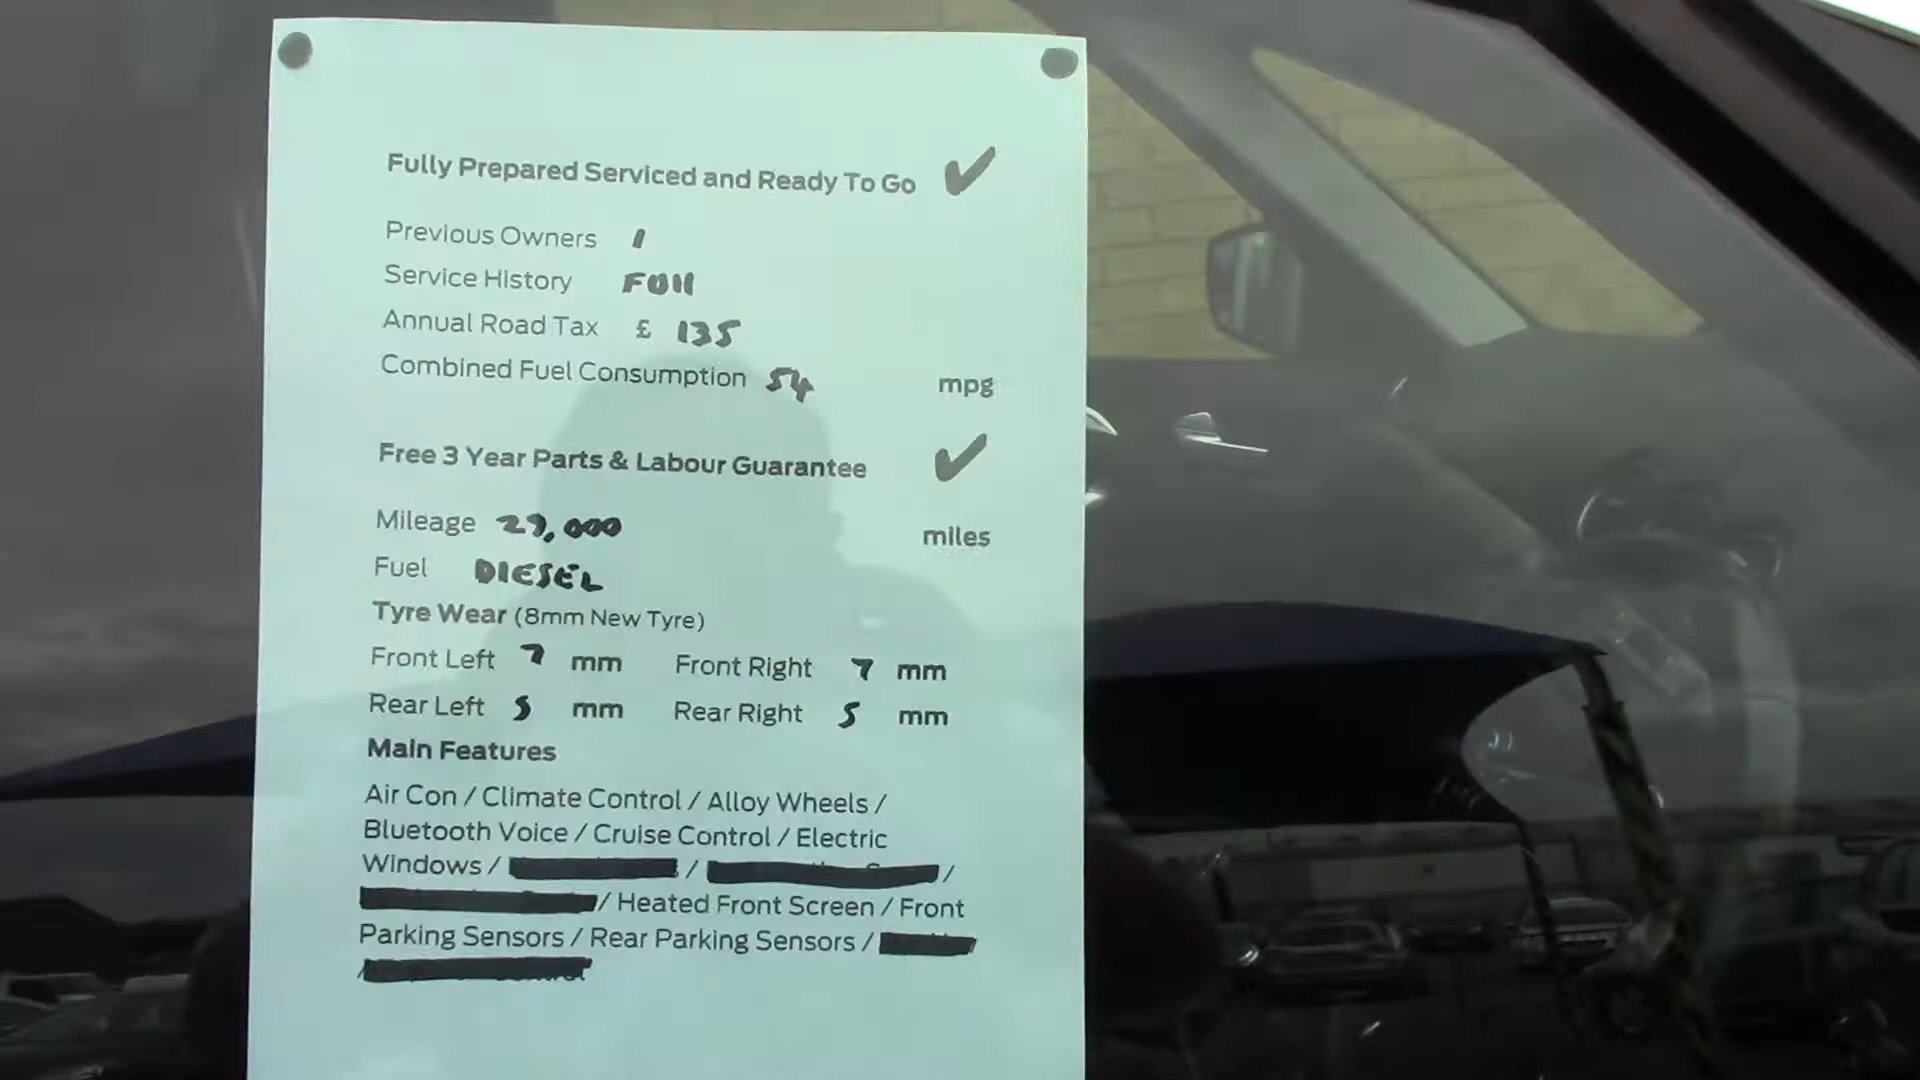 Fully Prepared Serviced and Ready To Go ✓
Previous Owners 1
Service History FUll
Annual Road Tax £ 135
Combined Fuel Consumption 54 mpg
Free 3 Year Parts & Labour Guarantee ✓
Mileage 29,000 miles
Fuel DIESEL
Tyre Wear (8mm New Tyre)
Front Left 7 mm Front Right 7 mm
Rear Left 5 mm Rear Right 5 mm
Main Features
Air Con / Climate Control / Alloy Wheels /
Bluetooth Voice / Cruise Control / Electric
Windows / / /
/ Heated Front Screen / Front
Parking Sensors / Rear Parking Sensors /
/